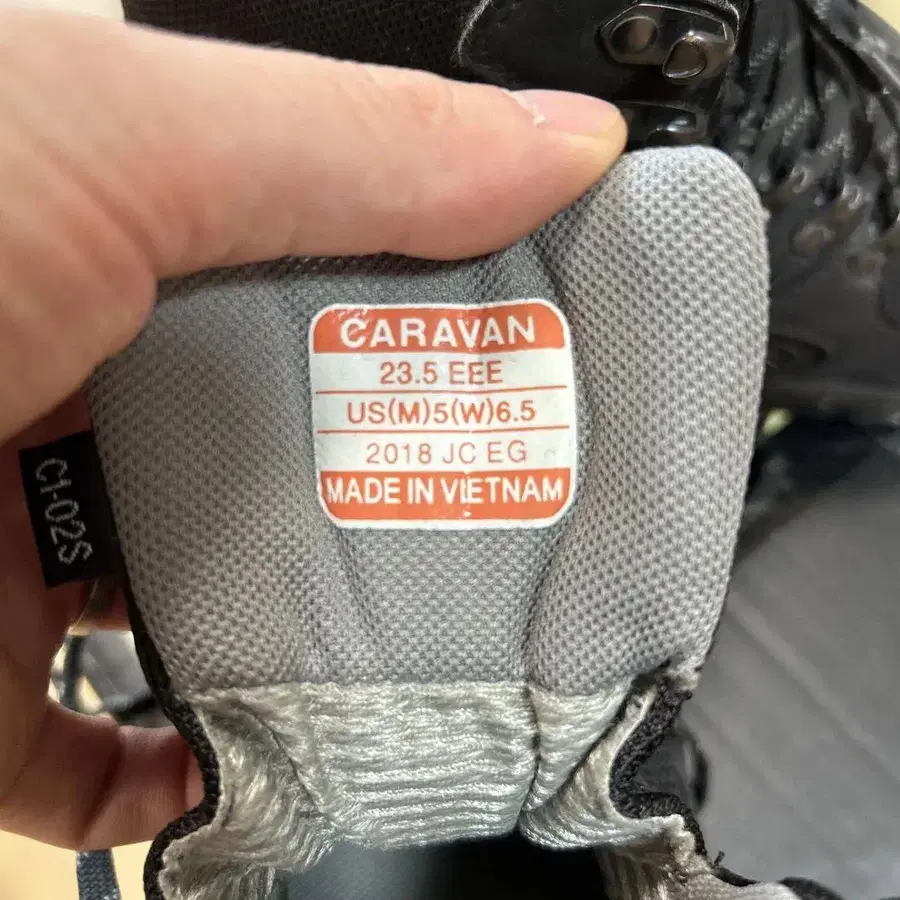 CARAVAN
23.5 EEE
US(M)5(W)6.5
2018 JC EG
MADE IN VIETNAM
C1-02S